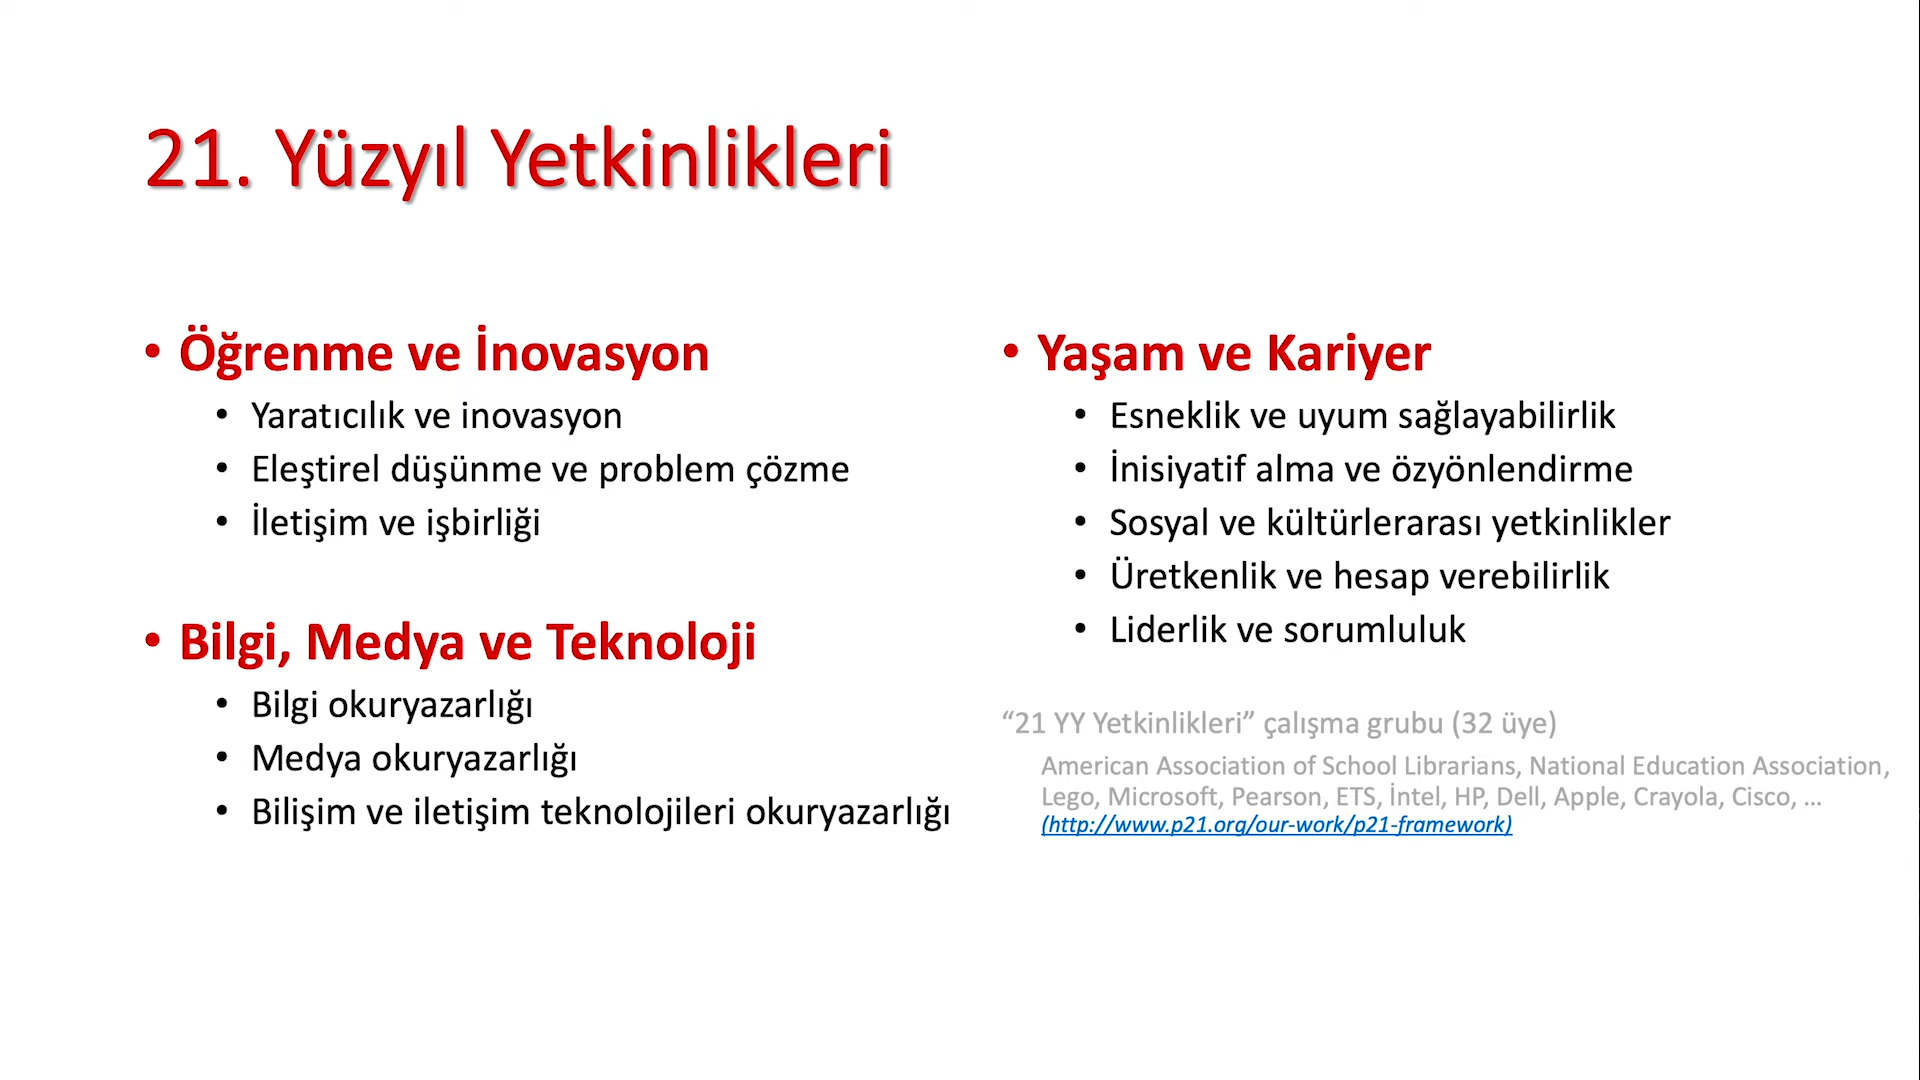 21. Yüzyıl Yetkinlikleri
• Öğrenme ve İnovasyon
• Yaratıcılık ve inovasyon
• Eleştirel düşünme ve problem çözme
• İletişim ve işbirliği
• Bilgi, Medya ve Teknoloji
• Bilgi okuryazarlığı
• Medya okuryazarlığı
• Bilişim ve iletişim teknolojileri okuryazarlığı
• Yaşam ve Kariyer
• Esneklik ve uyum sağlayabilirlik
• İnisiyatif alma ve özyönlendirme
• Sosyal ve kültürlerarası yetkinlikler
• Üretkenlik ve hesap verebilirlik
• Liderlik ve sorumluluk
“21 YY Yetkinlikleri” çalışma grubu (32 üye)
American Association of School Librarians, National Education Association,
Lego, Microsoft, Pearson, ETS, İntel, HP, Dell, Apple, Crayola, Cisco, …
(http://www.p21.org/our-work/p21-framework)